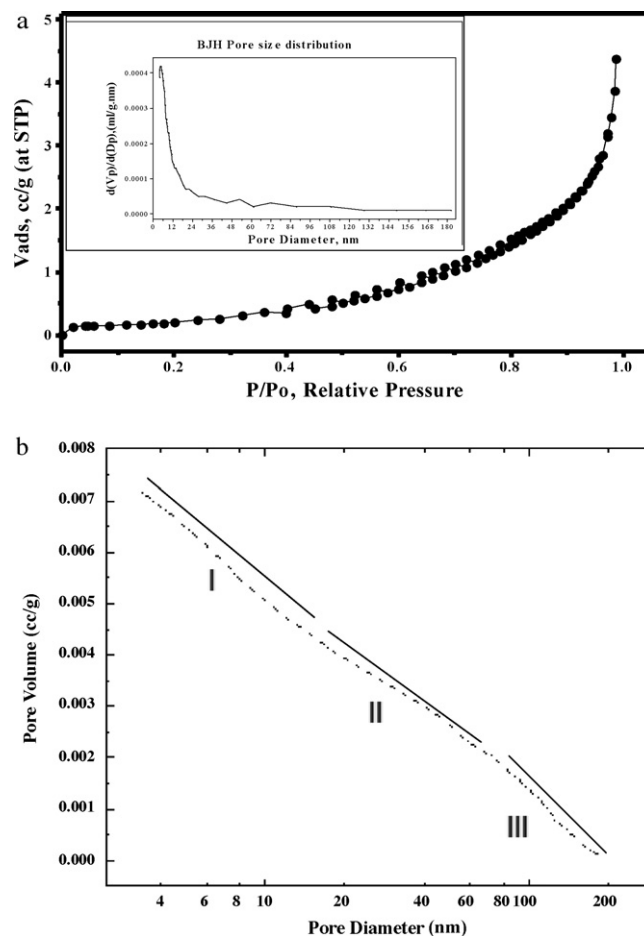 a
5
4
3
2
1
0
Vads, cc/g (at STP)
BJH Pore size distribution
0.0004
0.0003
0.0002
0.0001
0.0000
d(Vp)/d(Dp),(ml/g.nm)
0 12 24 36 48 60 72 84 96 108 120 132 144 156 168 180
Pore Diameter, nm
0.0 0.2 0.4 0.6 0.8 1.0
P/Po, Relative Pressure
b
0.008
0.007
0.006
0.005
0.004
0.003
0.002
0.001
0.000
Pore Volume (cc/g)
I
II
III
4 6 8 10 20 40 60 80 100 200
Pore Diameter (nm)